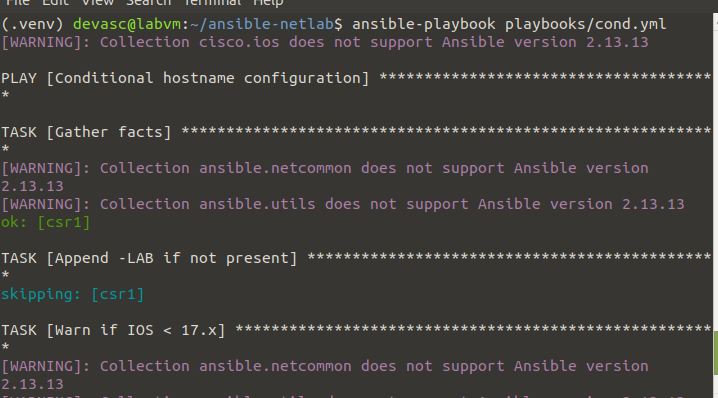 File Edit View Search Terminal Help
(.venv) devasc@labvm:~/ansible-netlab$ ansible-playbook playbooks/cond.yml
[WARNING]: Collection cisco.ios does not support Ansible version 2.13.13
PLAY [Conditional hostname configuration] *************************************
*
TASK [Gather facts] ***********************************************************
*
[WARNING]: Collection ansible.netcommon does not support Ansible version
2.13.13
[WARNING]: Collection ansible.utils does not support Ansible version 2.13.13
ok: [csr1]
TASK [Append -LAB if not present] *********************************************
*
skipping: [csr1]
TASK [Warn if IOS < 17.x] *****************************************************
*
[WARNING]: Collection ansible.netcommon does not support Ansible version
2.13.13